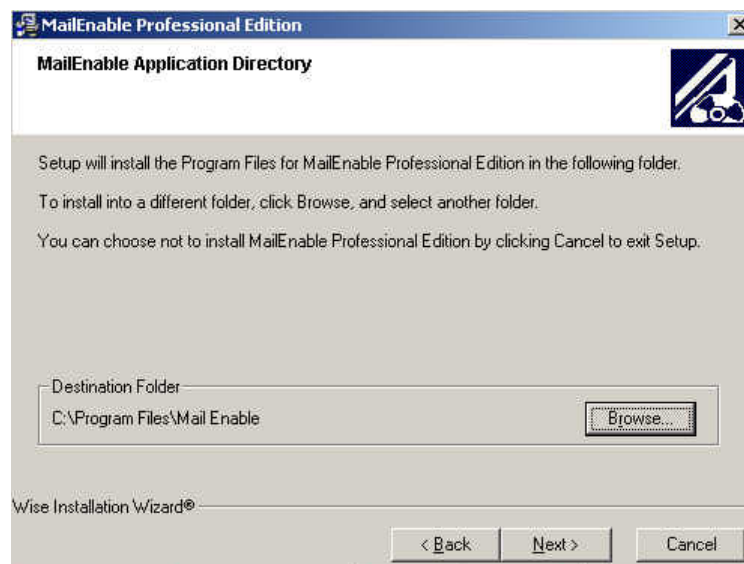 MailEnable Professional Edition
MailEnable Application Directory
Setup will install the Program Files for MailEnable Professional Edition in the following folder.
To install into a different folder, click Browse, and select another folder.
You can choose not to install MailEnable Professional Edition by clicking Cancel to exit Setup.
Destination Folder
C:\Program Files\Mail Enable
Browse...
Wise Installation Wizard®
< Back Next > Cancel